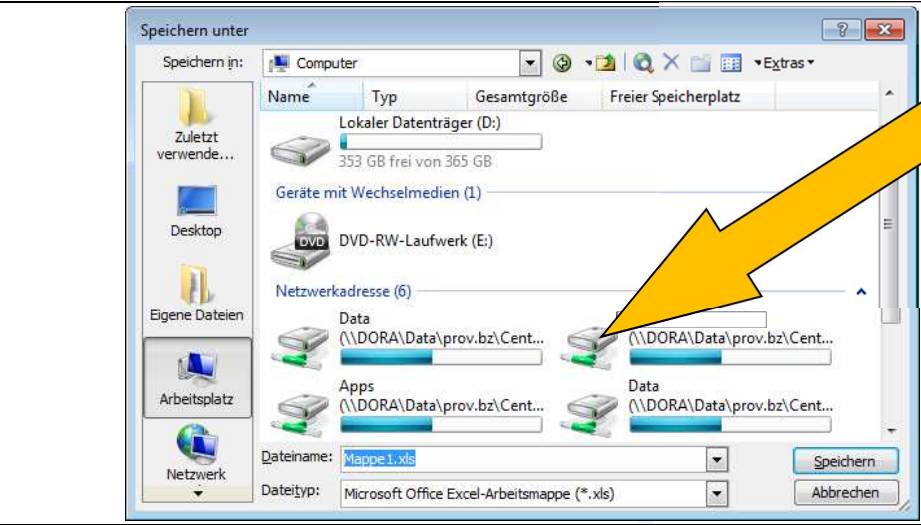 Speichern unter
Speichern in: Computer Extras
Name Typ Gesamtgröße Freier Speicherplatz
Zuletzt
verwende...
Lokaler Datenträger (D:)
353 GB frei von 365 GB
Geräte mit Wechselmedien (1)
Desktop
DVD
DVD-RW-Laufwerk (E:)
Netzwerkadresse (6)
Eigene Dateien
Data
(\\DORA\Data\prov.bz\Cent... (\\DORA\Data\prov.bz\Cent...
Arbeitsplatz
Apps Data
(\\DORA\Data\prov.bz\Cent... (\\DORA\Data\prov.bz\Cent...
Netzwerk
Dateiname: Mappe1.xls Speichern
Dateityp: Microsoft Office Excel-Arbeitsmappe (*.xls) Abbrechen